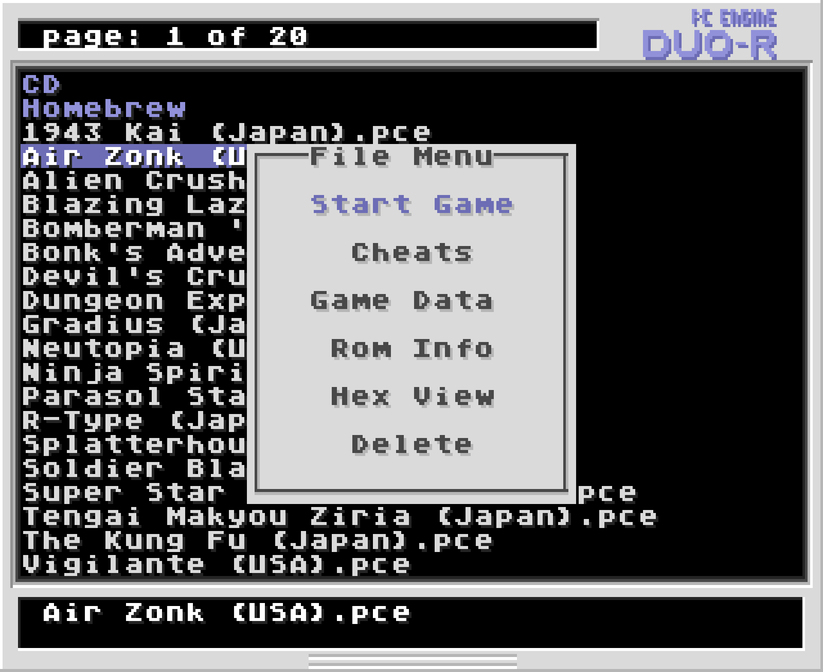 page: 1 of 20
PC ENGINE
DUO-R
CD
Homebrew
1943 Kai (Japan).pce
Air Zonk (U
Alien Crush
Blazing Laz
Bomberman '
Bonk's Adve
Devil's Cru
Dungeon Exp
Gradius (Ja
Neutopia (U
Ninja Spiri
Parasol Sta
R-Type (Jap
Splatterhou
Soldier Bla
Super Star pce
Tengai Makyou Ziria (Japan).pce
The Kung Fu (Japan).pce
Vigilante (USA).pce
File Menu
Start Game
Cheats
Game Data
Rom Info
Hex View
Delete
Air Zonk (USA).pce